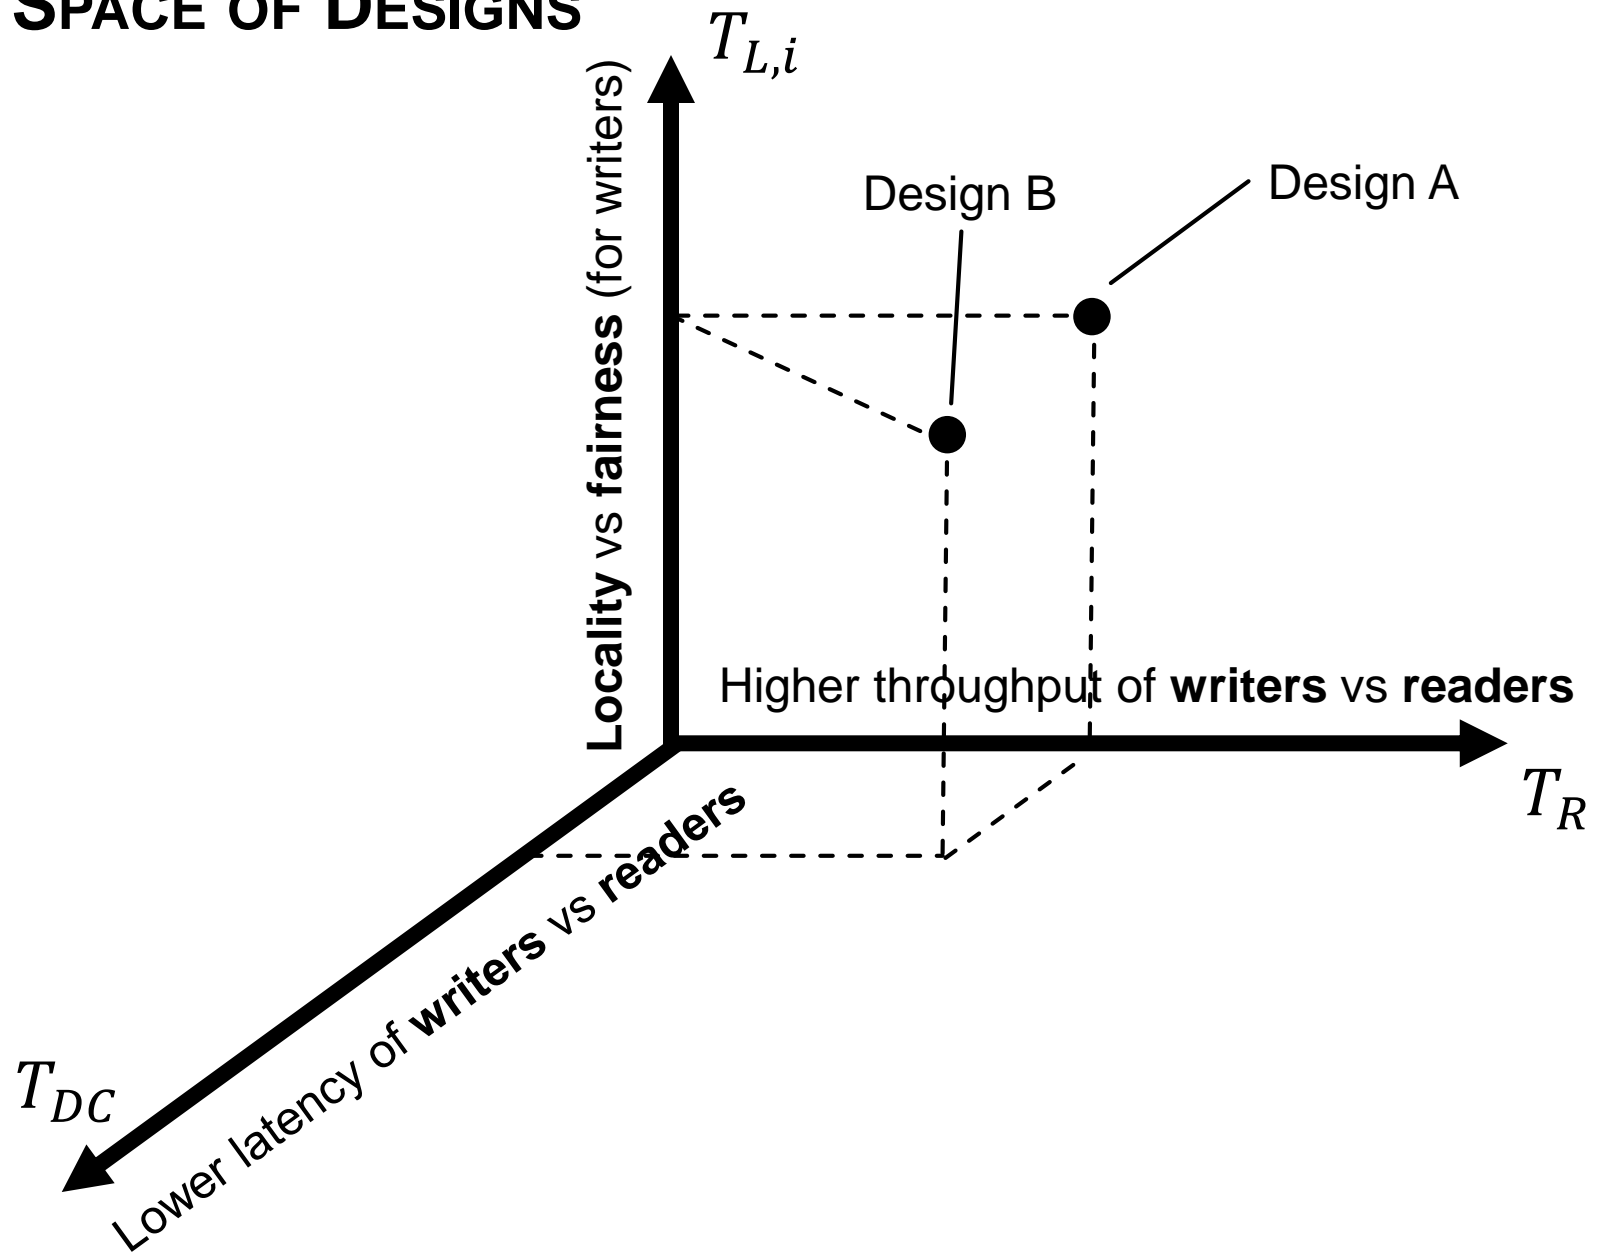 SPACE OF DESIGNS
T_{L,i}
Locality vs fairness (for writers)
Design B
Design A
Higher throughput of writers vs readers
T_R
Lower latency of writers vs readers
T_{DC}